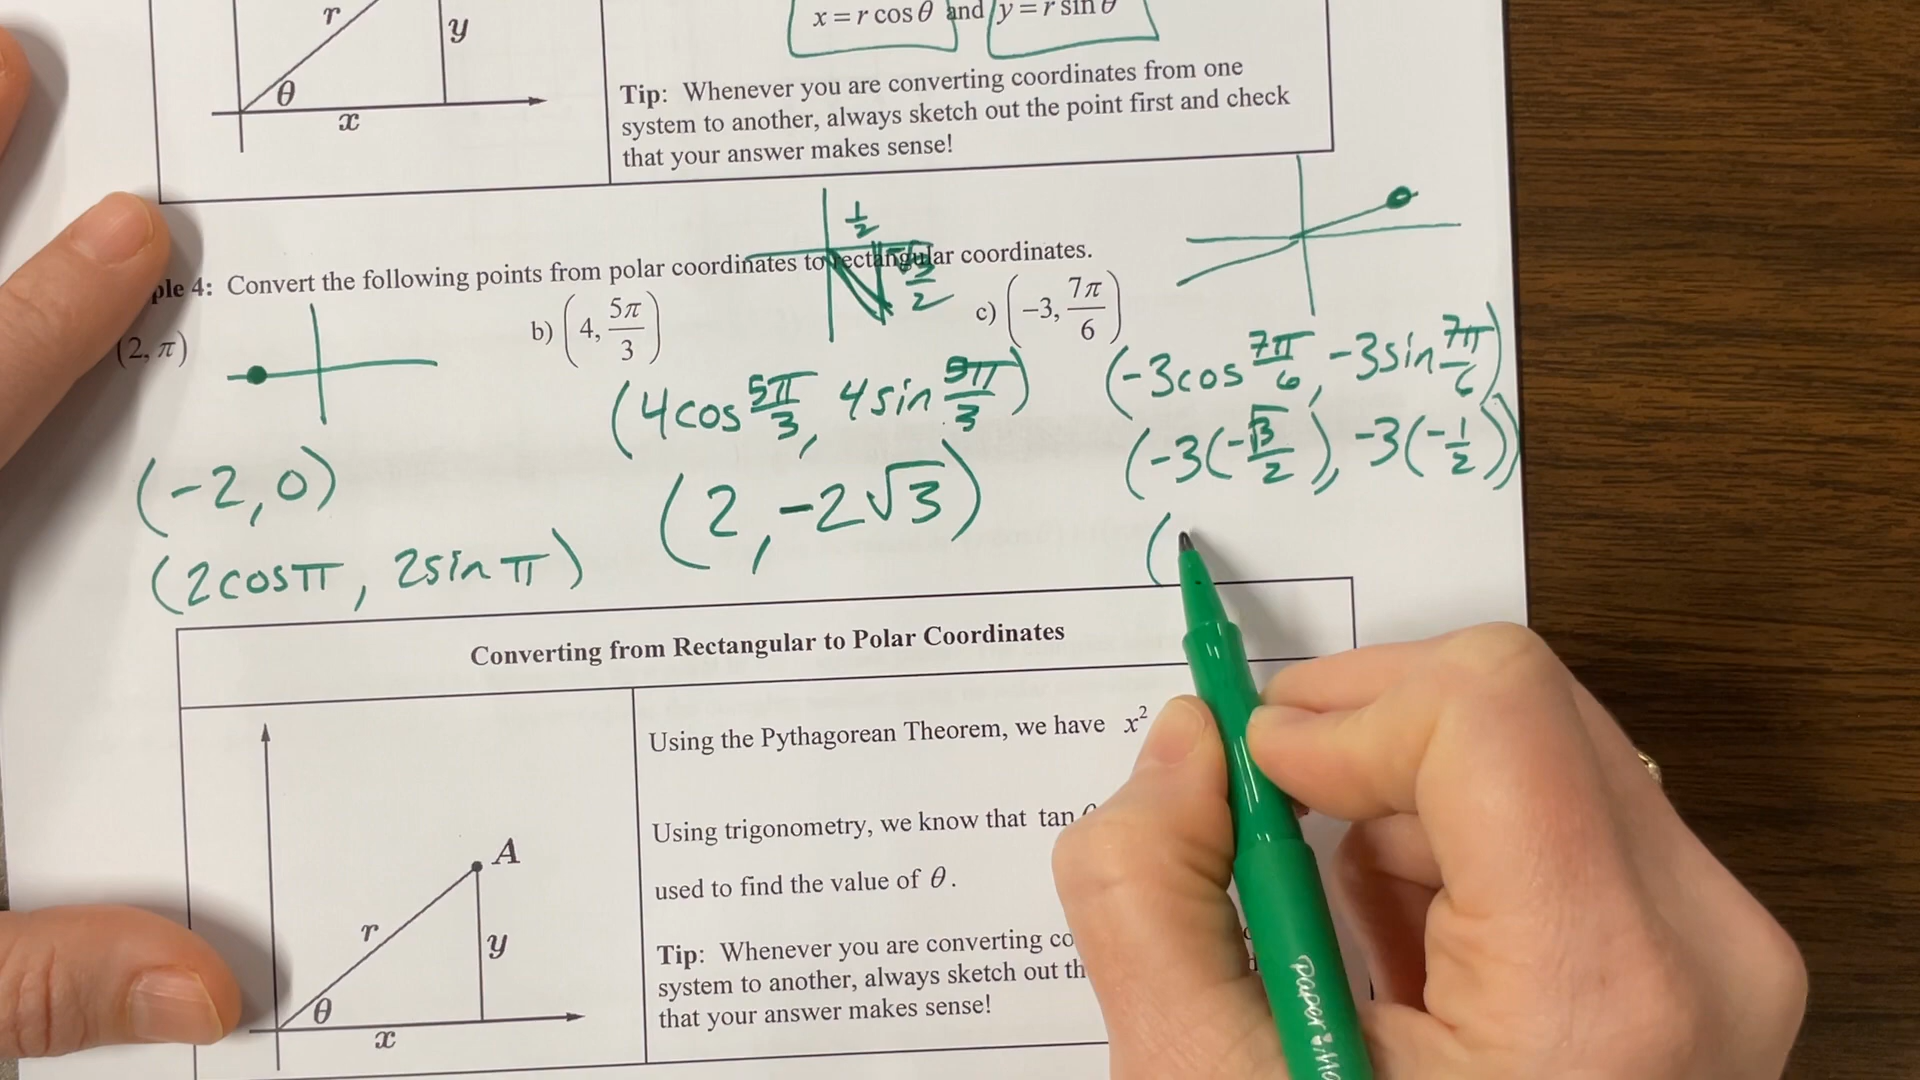 r
y
θ
x
x = r cos θ and y = r sin θ
Tip: Whenever you are converting coordinates from one
system to another, always sketch out the point first and check
that your answer makes sense!
ple 4: Convert the following points from polar coordinates to rectangular coordinates.
1/2
√3/2
(2, π)
b) (4, 5π/3)
c) (−3, 7π/6)
(-2, 0)
(2cosπ, 2sinπ)
(4cos 5π/3, 4sin 5π/3)
(2, -2√3)
(-3cos 7π/6, -3sin 7π/6)
(-3(-√3/2), -3(-1/2))
(
Converting from Rectangular to Polar Coordinates
A
r
y
θ
x
Using the Pythagorean Theorem, we have x²
Using trigonometry, we know that tan
used to find the value of θ.
Tip: Whenever you are converting co
system to another, always sketch out th
that your answer makes sense!
Paper